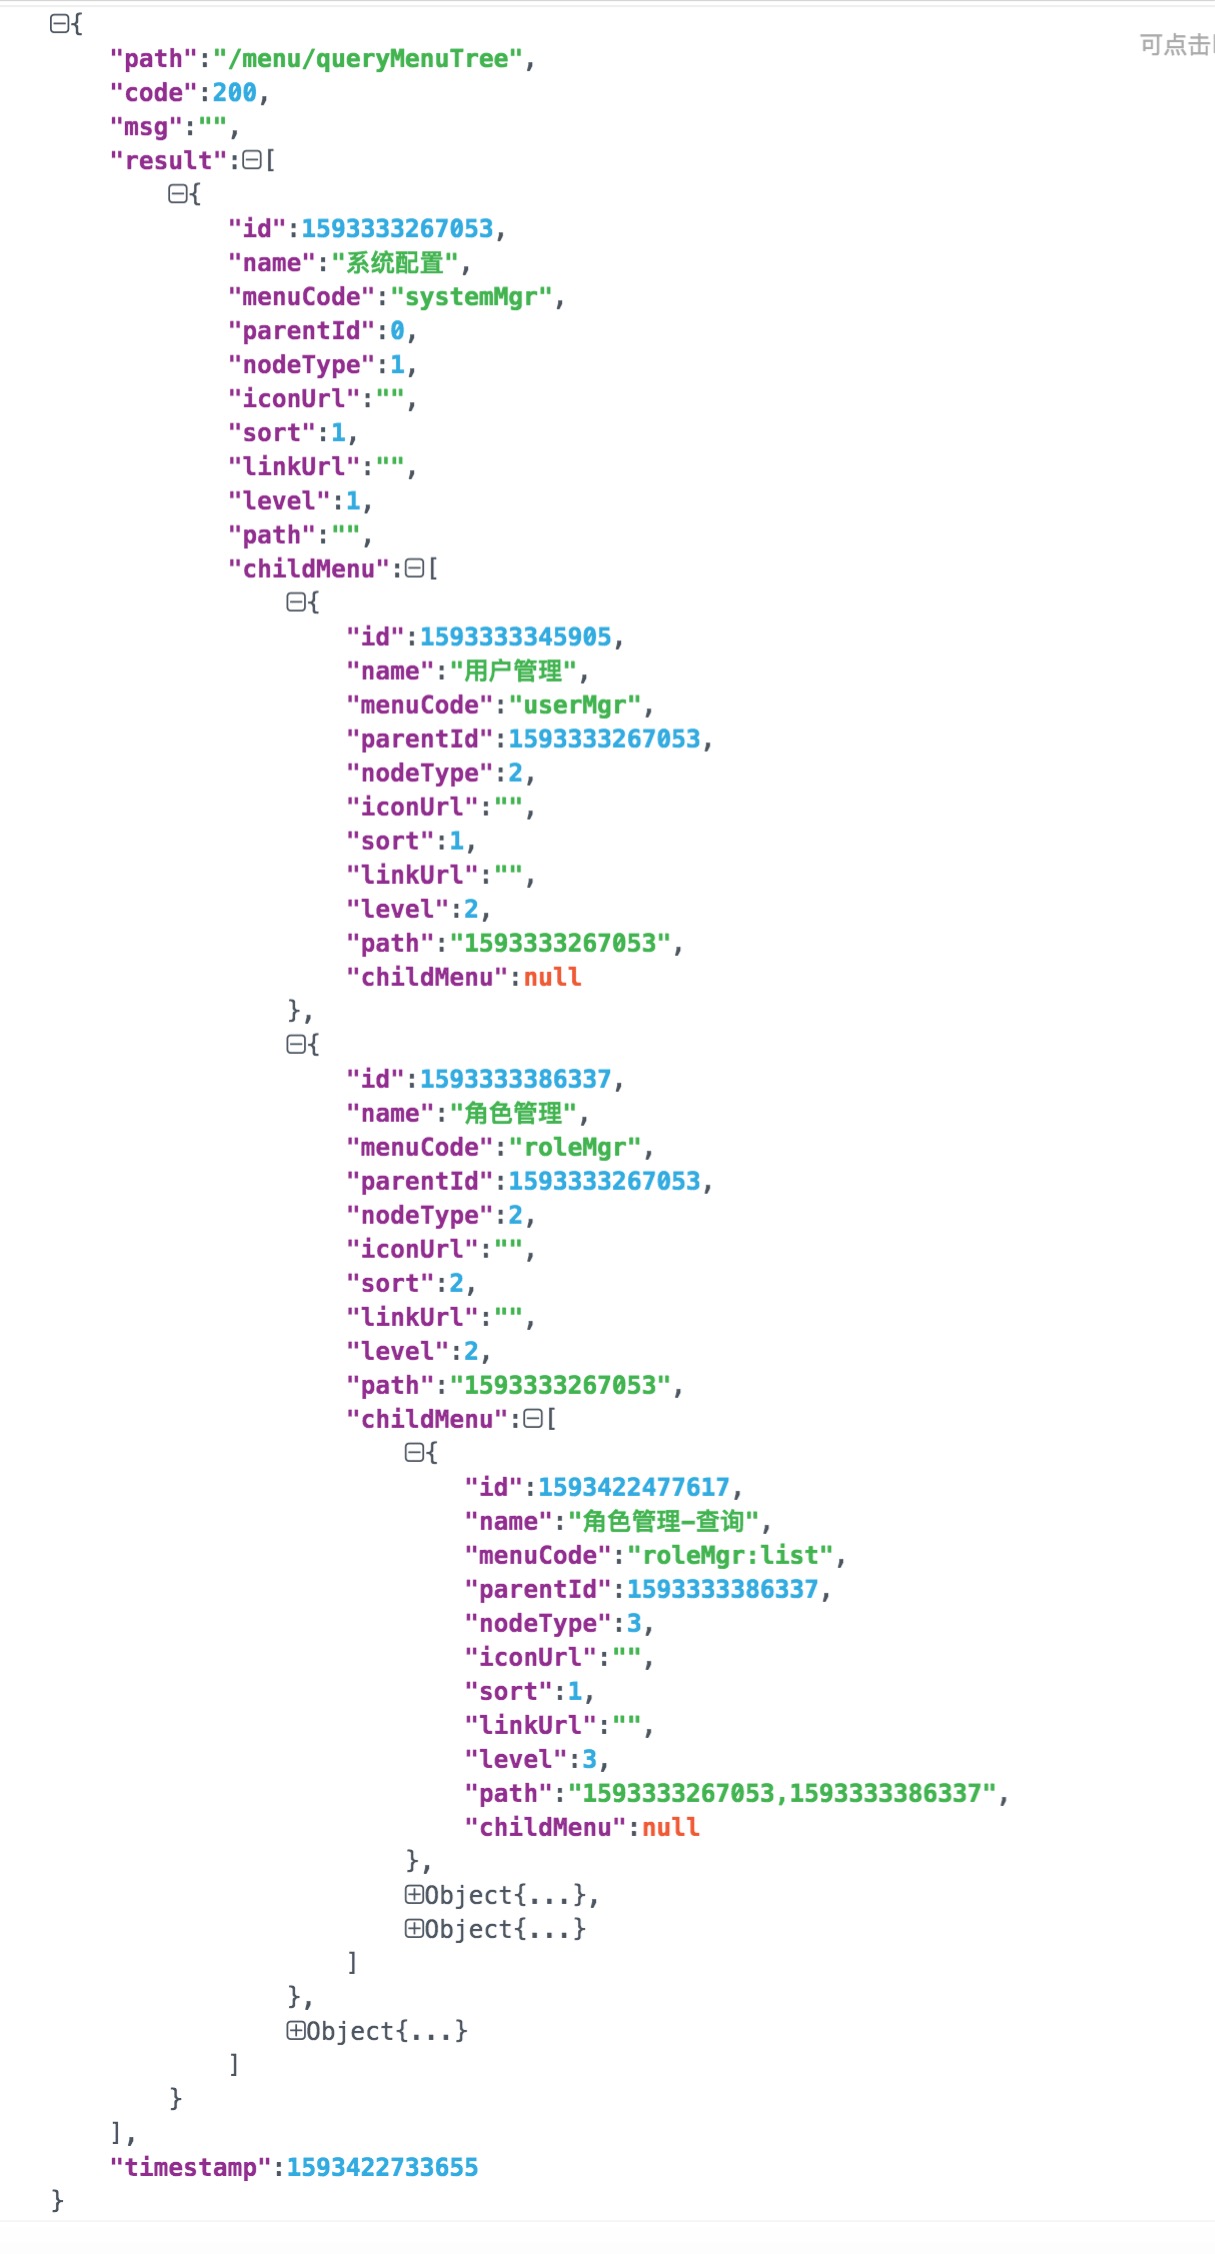 {
可点击
"path":"/menu/queryMenuTree",
"code":200,
"msg":"",
"result":[
{
"id":1593333267053,
"name":"系统配置",
"menuCode":"systemMgr",
"parentId":0,
"nodeType":1,
"iconUrl":"",
"sort":1,
"linkUrl":"",
"level":1,
"path":"",
"childMenu":[
{
"id":1593333345905,
"name":"用户管理",
"menuCode":"userMgr",
"parentId":1593333267053,
"nodeType":2,
"iconUrl":"",
"sort":1,
"linkUrl":"",
"level":2,
"path":"1593333267053",
"childMenu":null
},
{
"id":1593333386337,
"name":"角色管理",
"menuCode":"roleMgr",
"parentId":1593333267053,
"nodeType":2,
"iconUrl":"",
"sort":2,
"linkUrl":"",
"level":2,
"path":"1593333267053",
"childMenu":[
{
"id":1593422477617,
"name":"角色管理-查询",
"menuCode":"roleMgr:list",
"parentId":1593333386337,
"nodeType":3,
"iconUrl":"",
"sort":1,
"linkUrl":"",
"level":3,
"path":"1593333267053,1593333386337",
"childMenu":null
},
Object{...},
Object{...}
]
},
Object{...}
]
}
],
"timestamp":1593422733655
}